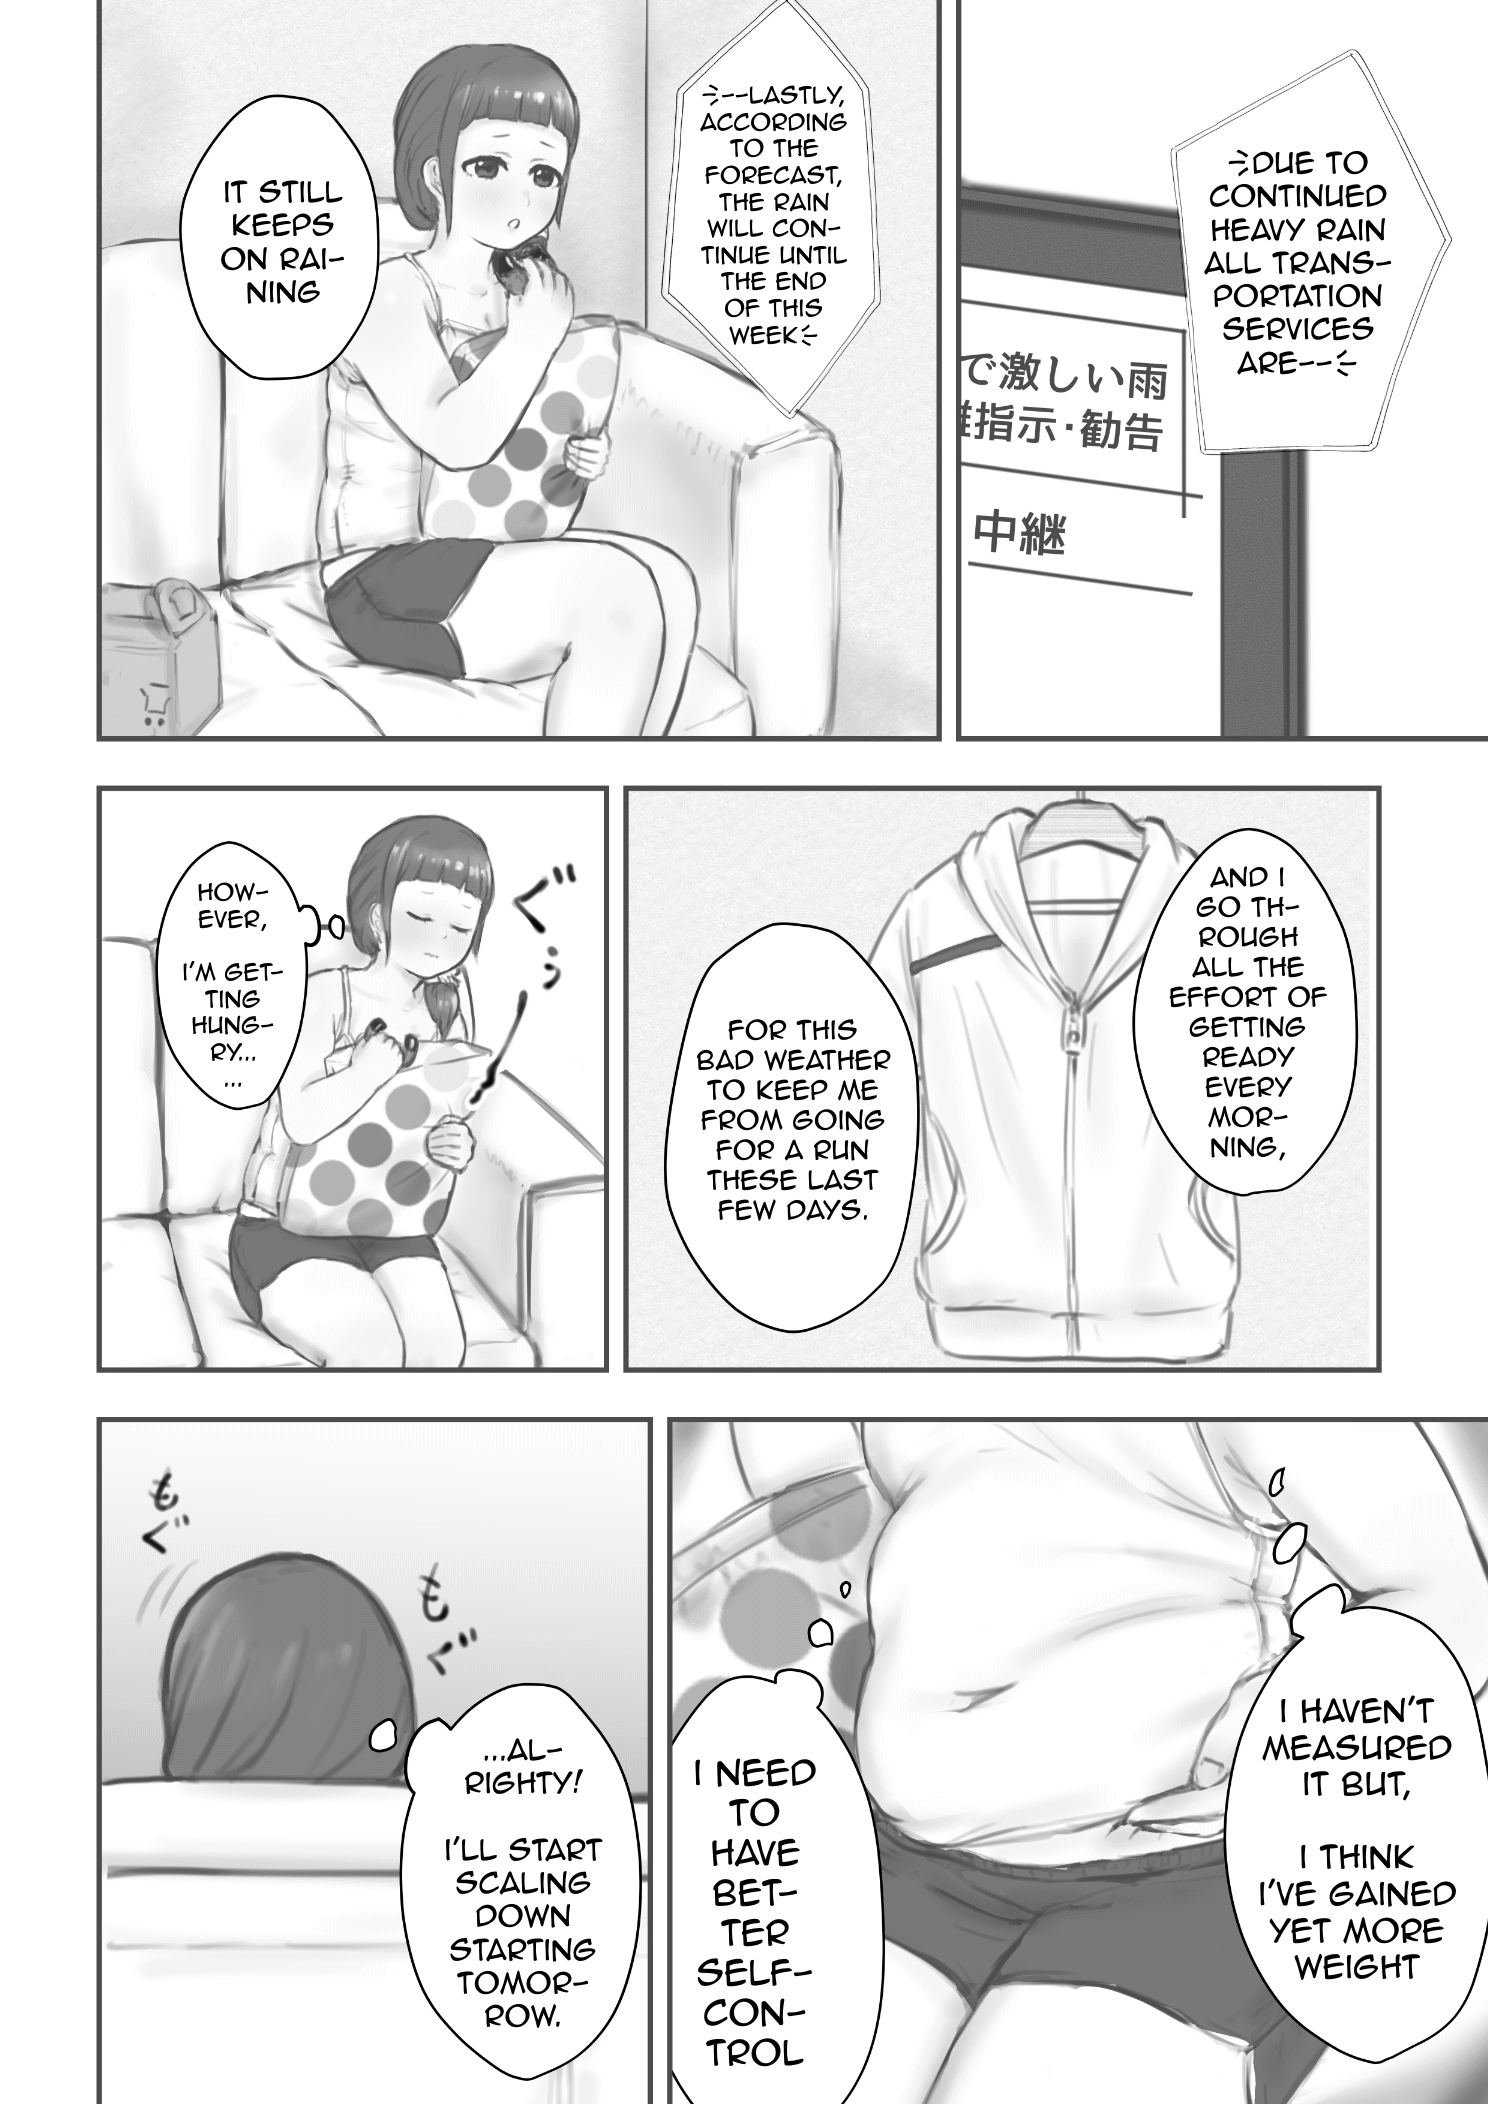 DUE TO
CONTINUED
HEAVY RAIN
ALL TRANS-
PORTATION
SERVICES
ARE--
で激しい雨
難指示・勧告
中継
--LASTLY,
ACCORDING
TO THE
FORECAST,
THE RAIN
WILL CON-
TINUE UNTIL
THE END
OF THIS
WEEK
IT STILL
KEEPS
ON RAI-
NING
AND I
GO TH-
ROUGH
ALL THE
EFFORT OF
GETTING
READY
EVERY
MOR-
NING,
FOR THIS
BAD WEATHER
TO KEEP ME
FROM GOING
FOR A RUN
THESE LAST
FEW DAYS.
HOW-
EVER,
I'M GET-
TING
HUNG-
RY...
...
ぐぅ
I HAVEN'T
MEASURED
IT BUT,
I THINK
I'VE GAINED
YET MORE
WEIGHT
I NEED
TO
HAVE
BET-
TER
SELF-
CON-
TROL
もぐ
もぐ
...AL-
RIGHTY!
I'LL START
SCALING
DOWN
STARTING
TOMOR-
ROW.